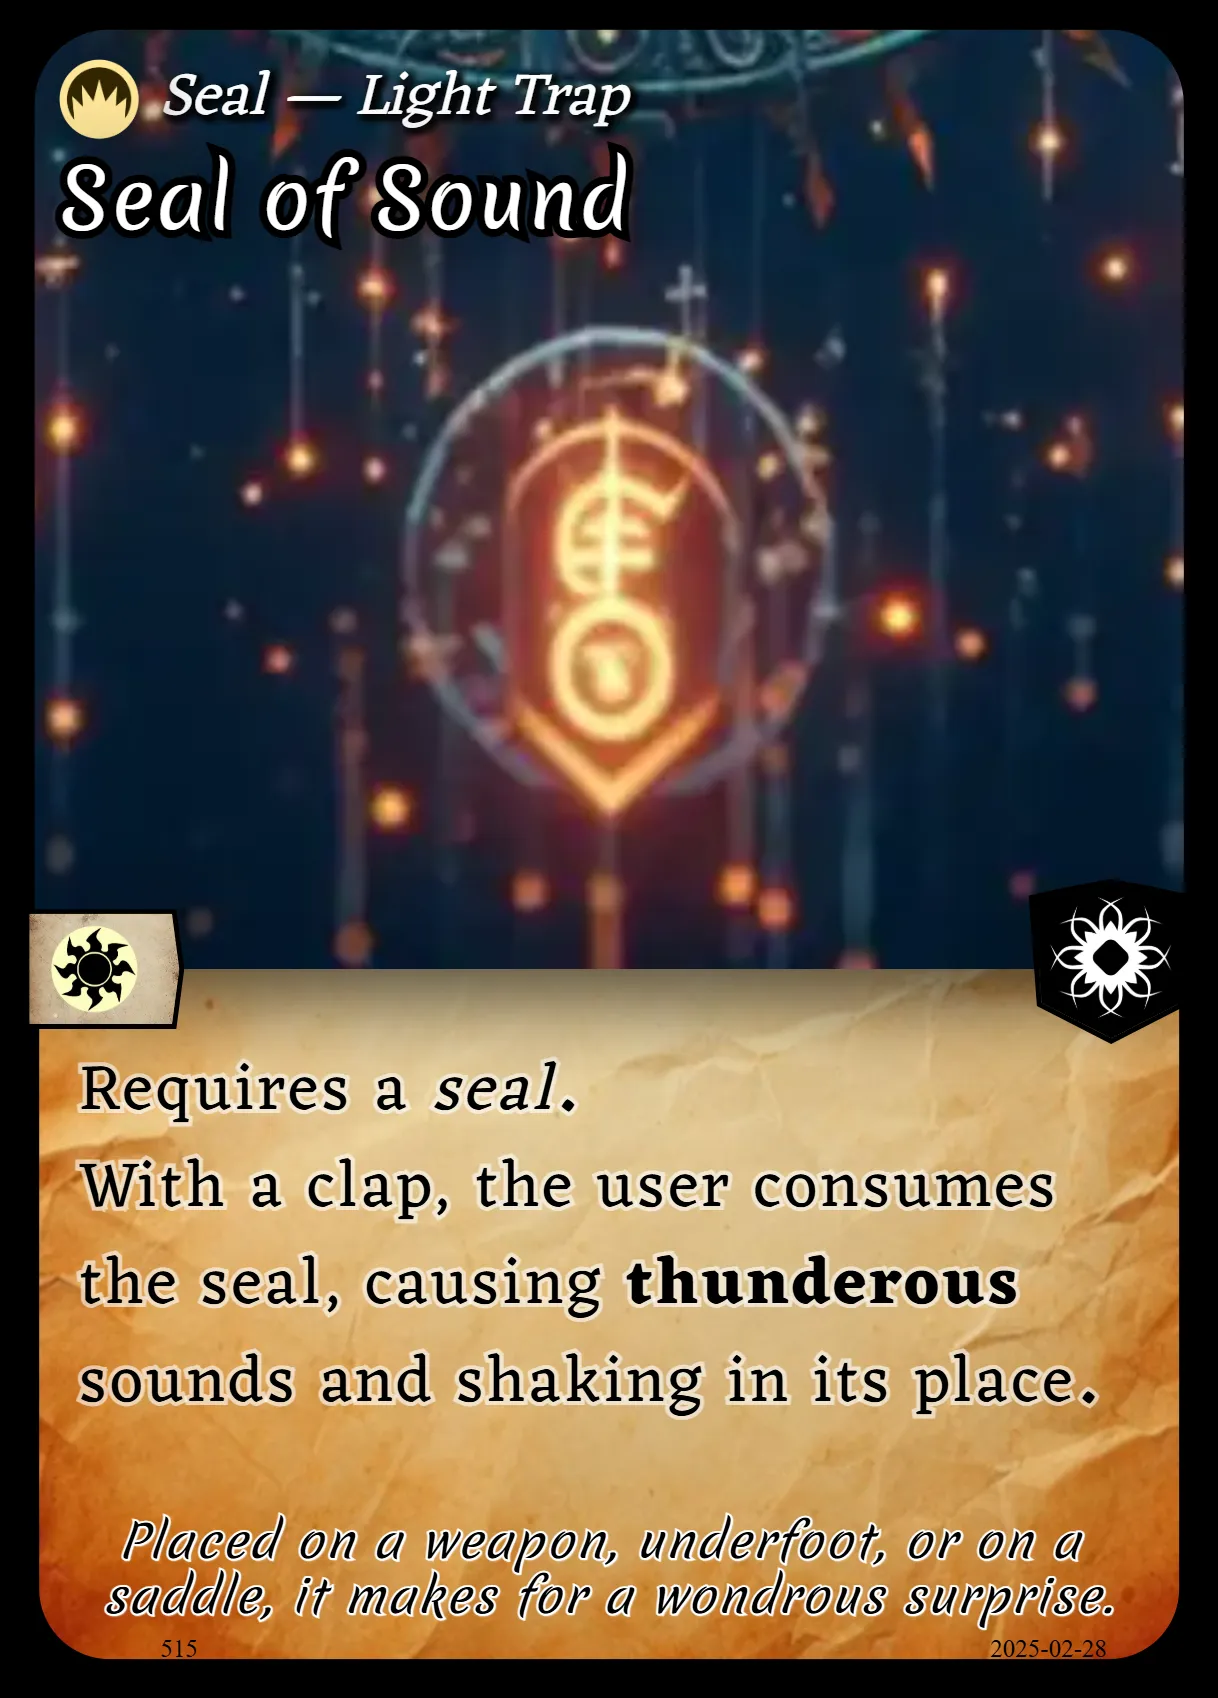 Seal — Light Trap
Seal of Sound
Requires a seal.
With a clap, the user consumes
the seal, causing thunderous
sounds and shaking in its place.
Placed on a weapon, underfoot, or on a
saddle, it makes for a wondrous surprise.
515
2025-02-28